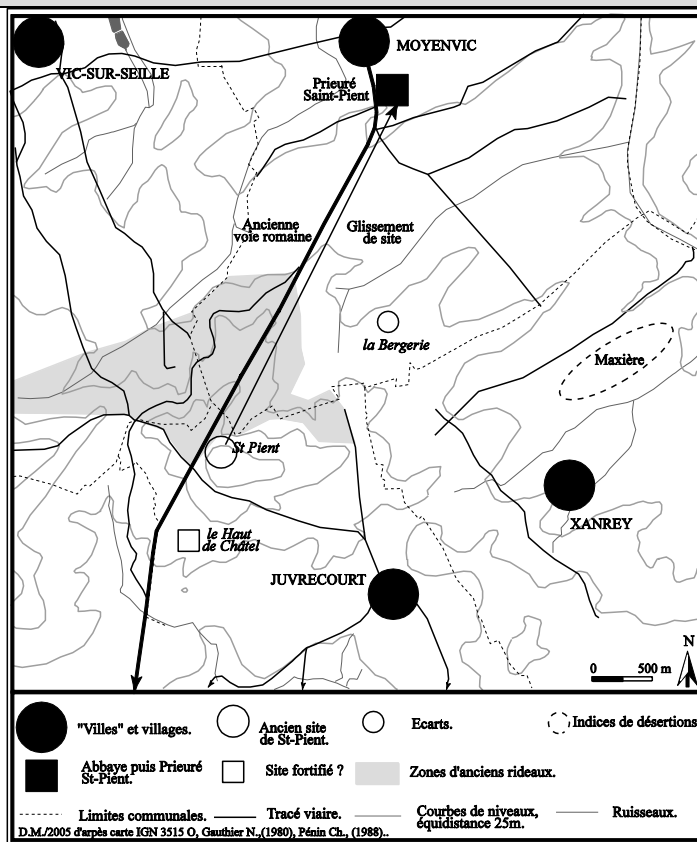 MOYENVIC
VIC-SUR-SEILLE
Prieuré
Saint-Pient
Ancienne
voie romaine
Glissement
de site
la Bergerie
Maxière
St Pient
XANREY
le Haut
de Châtel
JUVRECOURT
N
0 500 m
"Villes" et villages.
Ancien site
de St-Pient.
Ecarts.
Indices de désertions
Abbaye puis Prieuré
St-Pient.
Site fortifié ?
Zones d'anciens rideaux.
Limites communales.
Tracé viaire.
Courbes de niveaux,
équidistance 25m.
Ruisseaux.
D.M./2005 d'arpès carte IGN 3515 O, Gauthier N.,(1980), Pénin Ch., (1988)..